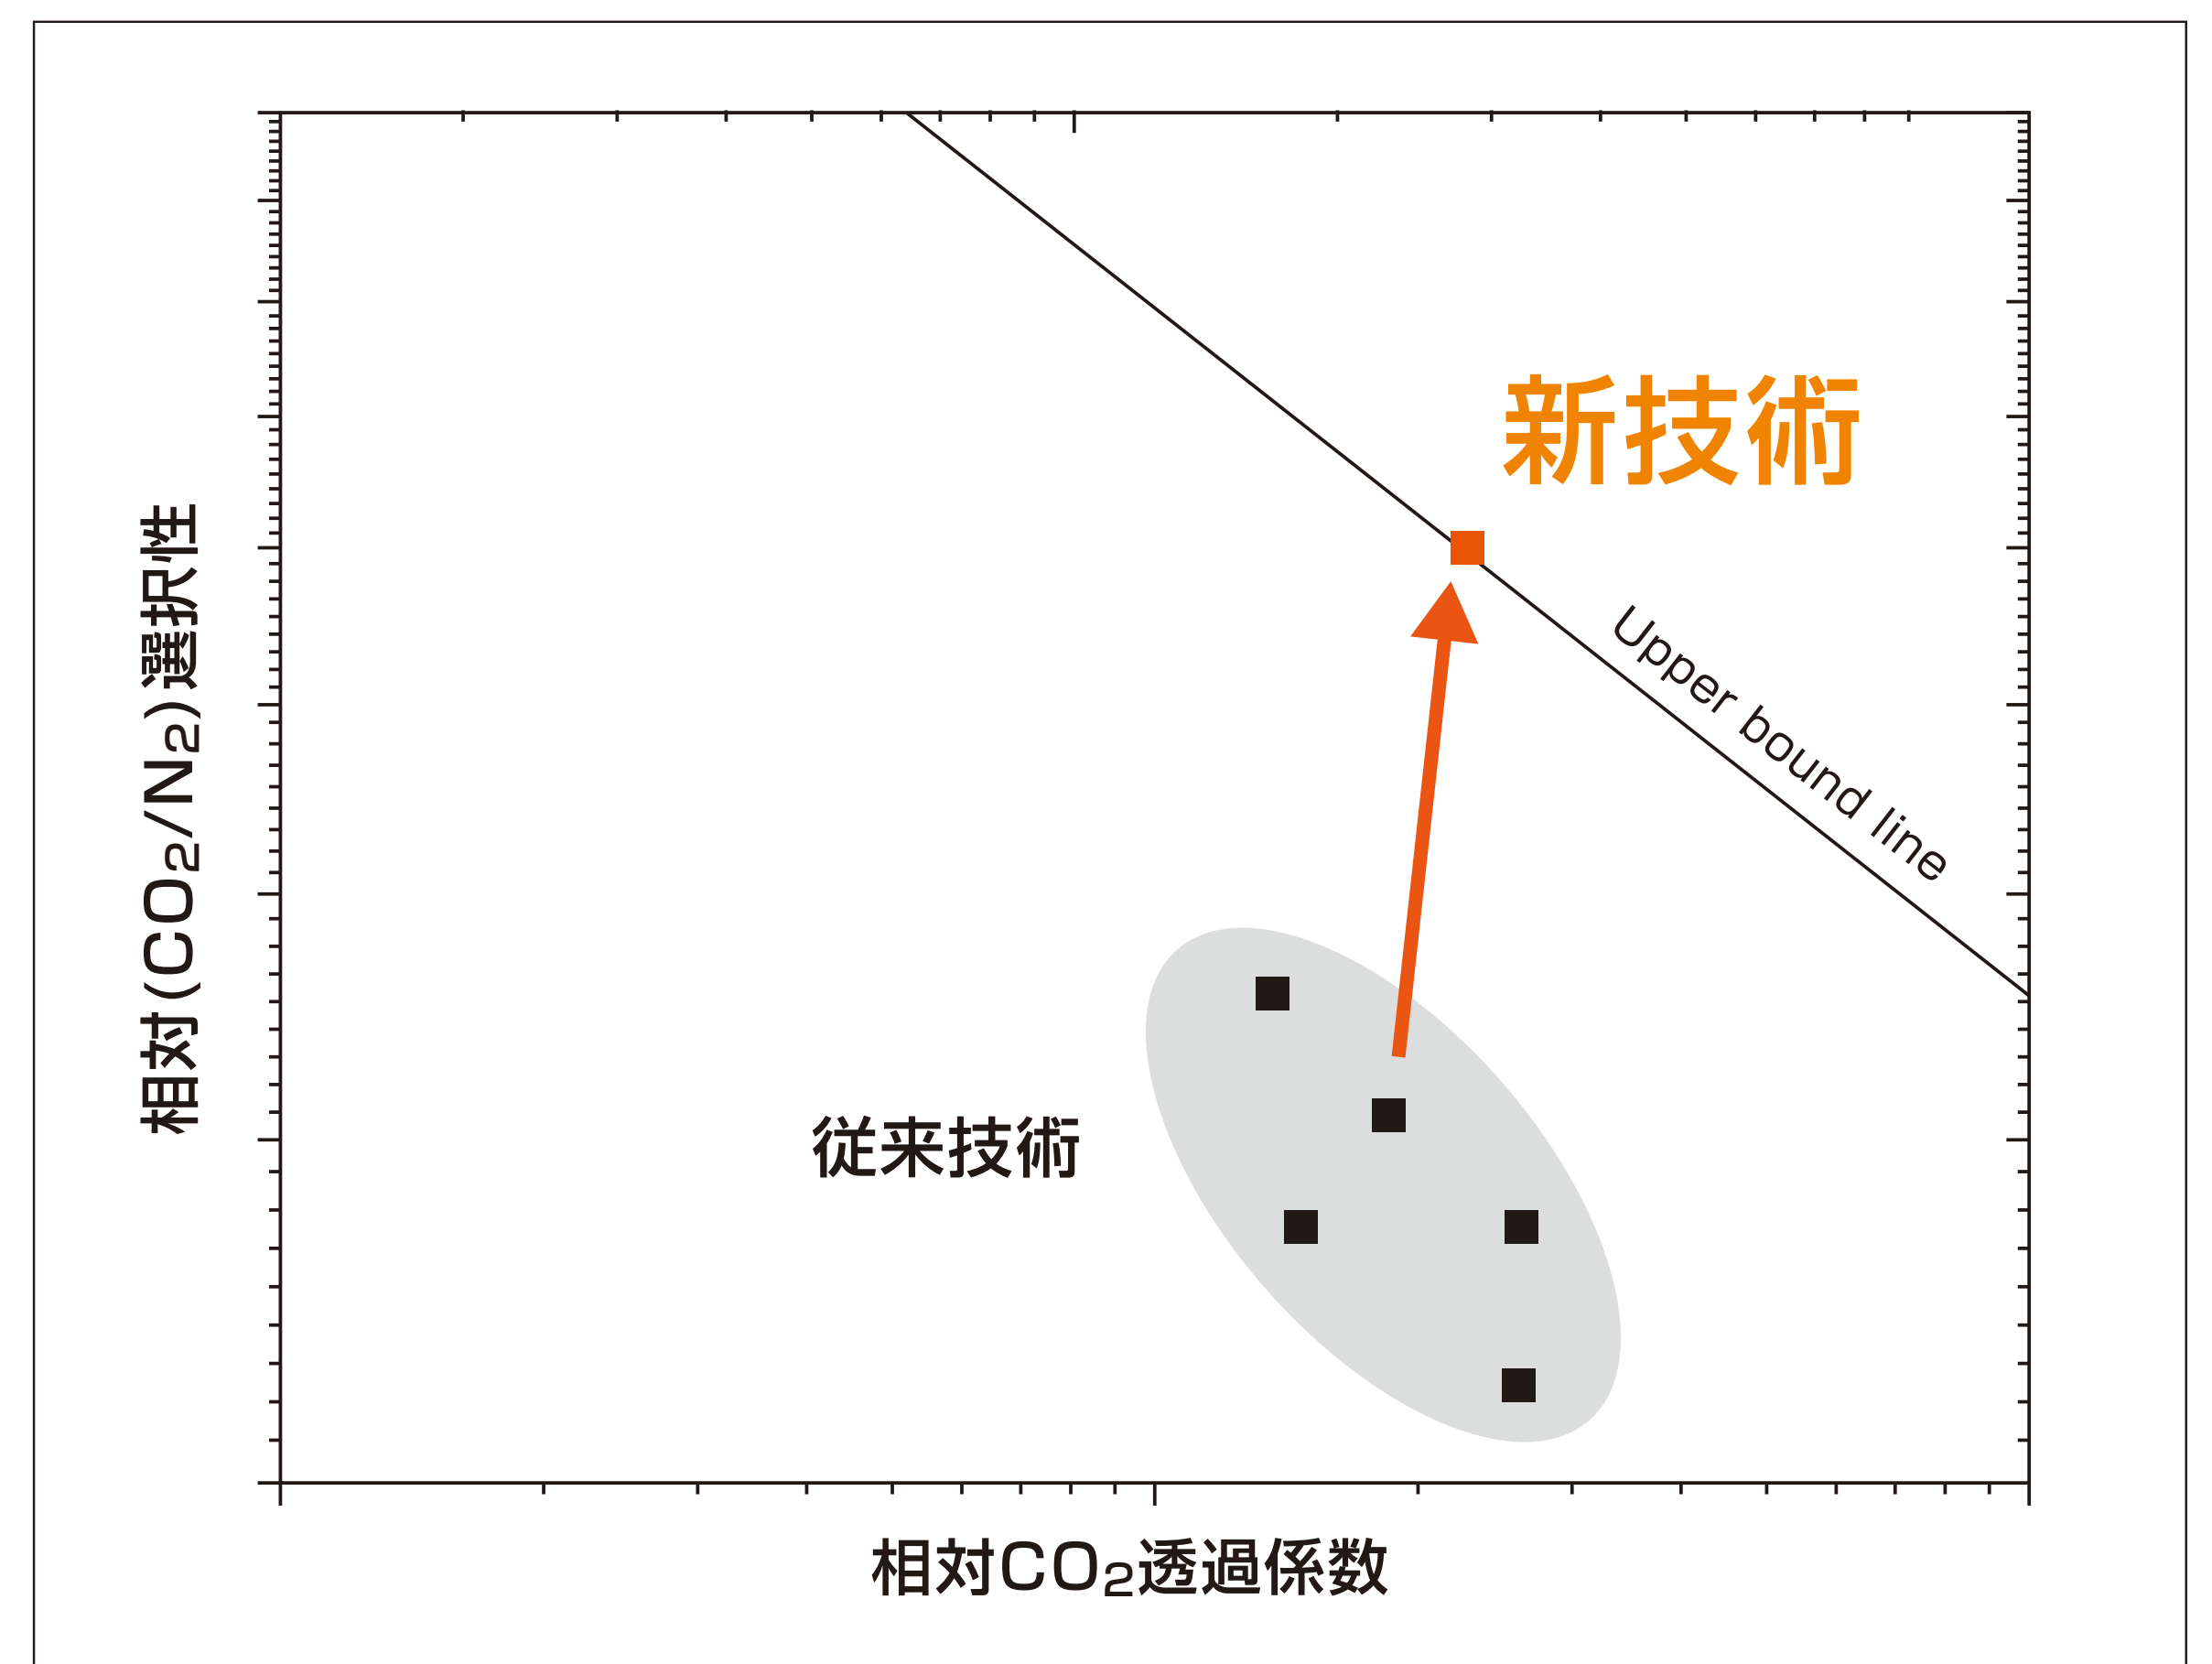 新技術
Upper bound line
相対(CO2/N2)選択性
従来技術
相対CO2透過係数